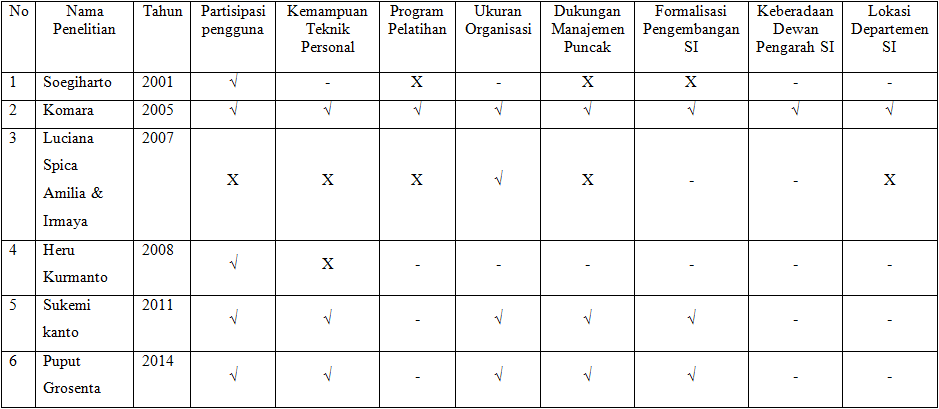 No Nama Penelitian Tahun Partisipasi pengguna Kemampuan Teknik Personal Program Pelatihan Ukuran Organisasi Dukungan Manajemen Puncak Formalisasi Pengembangan SI Keberadaan Dewan Pengarah SI Lokasi Departemen SI
1 Soegiharto 2001 √ - X - X X - -
2 Komara 2005 √ √ √ √ √ √ √ √
3 Luciana Spica Amilia & Irmaya 2007 X X X √ X - - X
4 Heru Kurmanto 2008 √ X - - - - - -
5 Sukemi kanto 2011 √ √ - √ √ √ - -
6 Puput Grosenta 2014 √ √ - √ √ √ - -